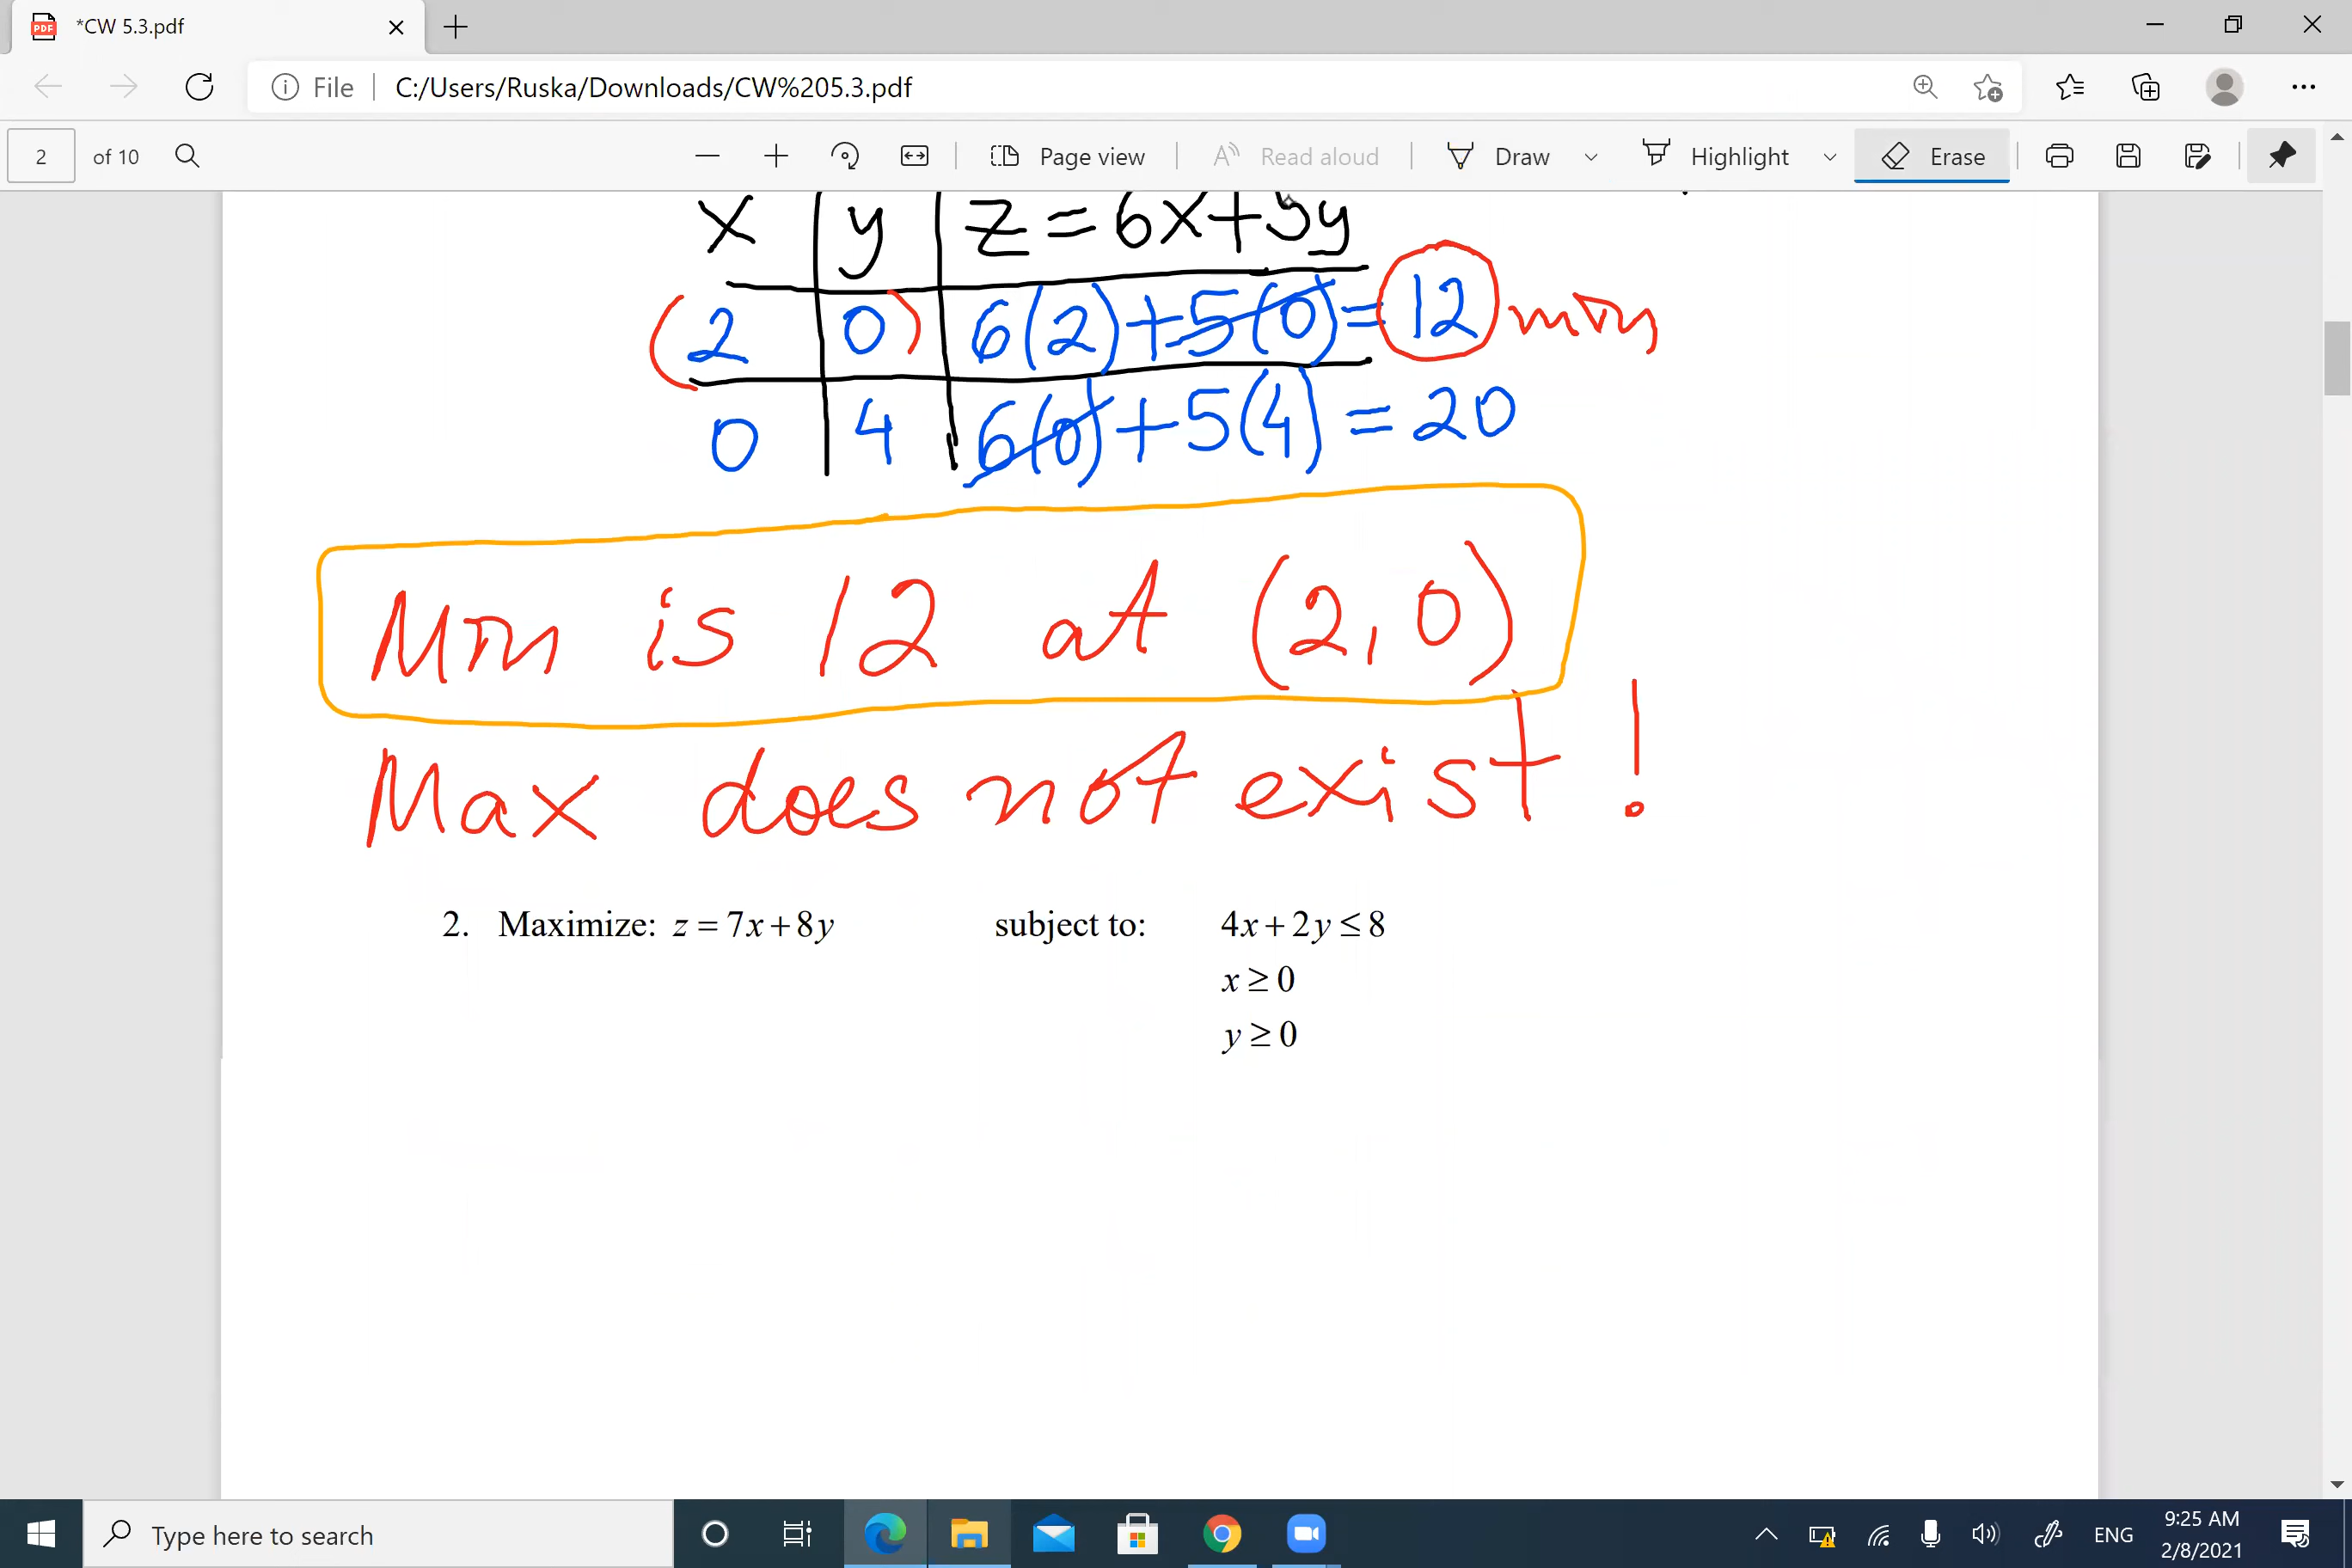 *CW 5.3.pdf
File C:/Users/Ruska/Downloads/CW%205.3.pdf
2 of 10 Page view Read aloud Draw Highlight Erase
x y z = 6x+5y
(2 0) 6(2)+5(0)=12 min
0 4 6(0)+5(4)=20
Min is 12 at (2,0)
Max does not exist!
2. Maximize: z = 7x+8y subject to: 4x+2y ≤ 8
x ≥ 0
y ≥ 0
Type here to search
ENG
9:25 AM
2/8/2021